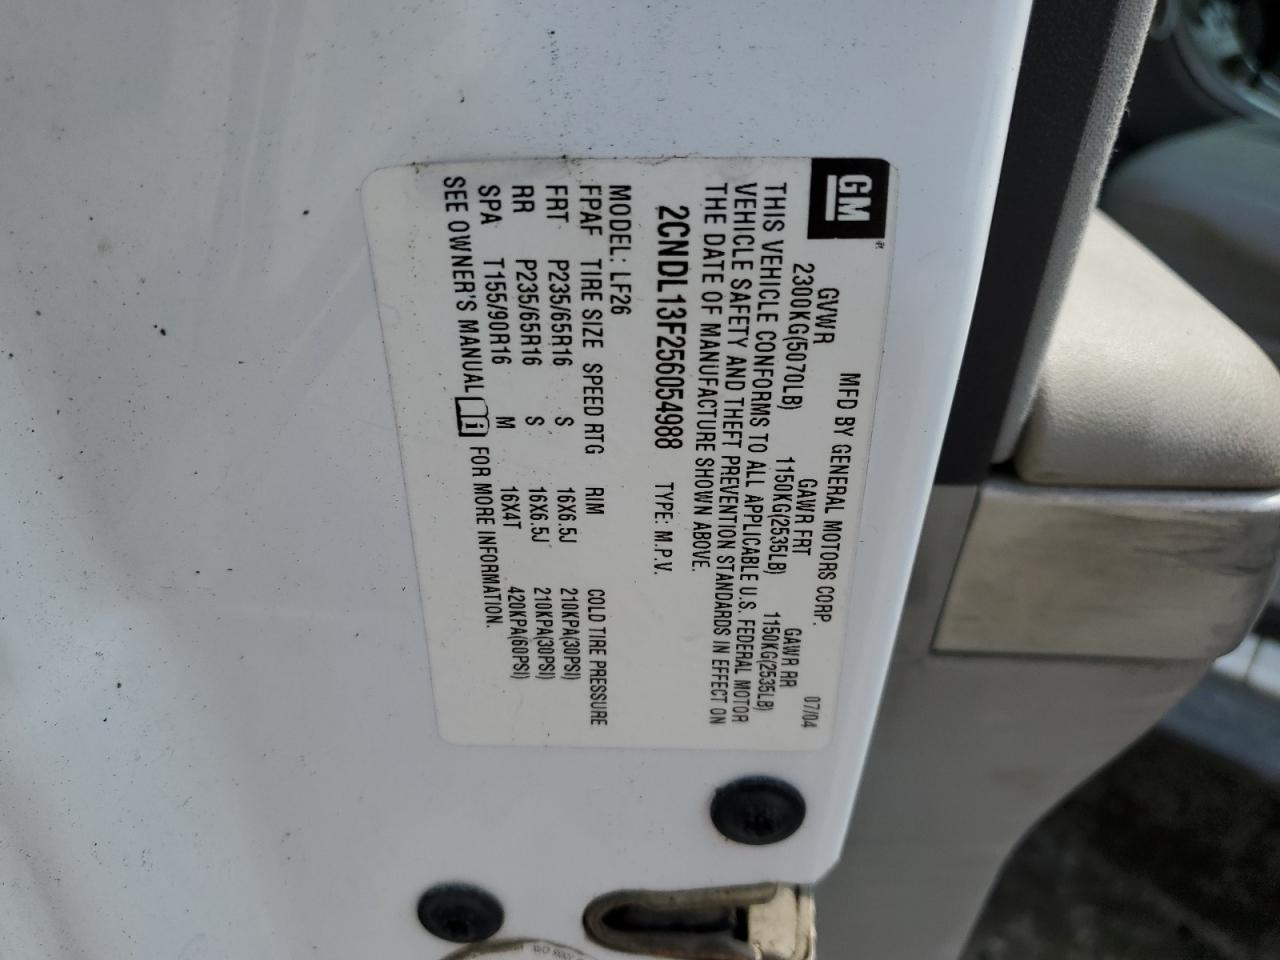 GM
MFD BY GENERAL MOTORS CORP. 07/04
GVWR GAWR FRT GAWR RR
2300KG(5070LB) 1150KG(2535LB) 1150KG(2535LB)
THIS VEHICLE CONFORMS TO ALL APPLICABLE U.S. FEDERAL MOTOR
VEHICLE SAFETY AND THEFT PREVENTION STANDARDS IN EFFECT ON
THE DATE OF MANUFACTURE SHOWN ABOVE.
2CNDL13F256054988 TYPE: M.P.V.
MODEL: LF26
FPAF TIRE SIZE SPEED RTG RIM COLD TIRE PRESSURE
FRT P235/65R16 S 16X6.5J 210KPA(30PSI)
RR P235/65R16 S 16X6.5J 210KPA(30PSI)
SPA T155/90R16 M 16X4T 420KPA(60PSI)
SEE OWNER'S MANUAL FOR MORE INFORMATION.